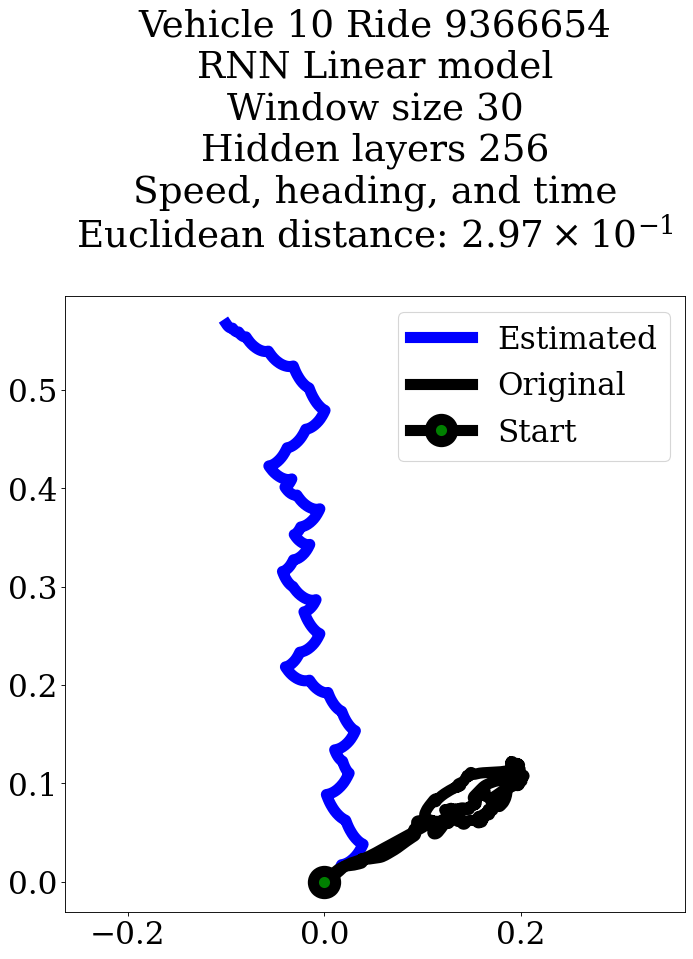 Vehicle 10 Ride 9366654
RNN Linear model
Window size 30
Hidden layers 256
Speed, heading, and time
Euclidean distance: 2.97 × 10⁻¹
Estimated
Original
Start
0.5
0.4
0.3
0.2
0.1
0.0
−0.2 0.0 0.2